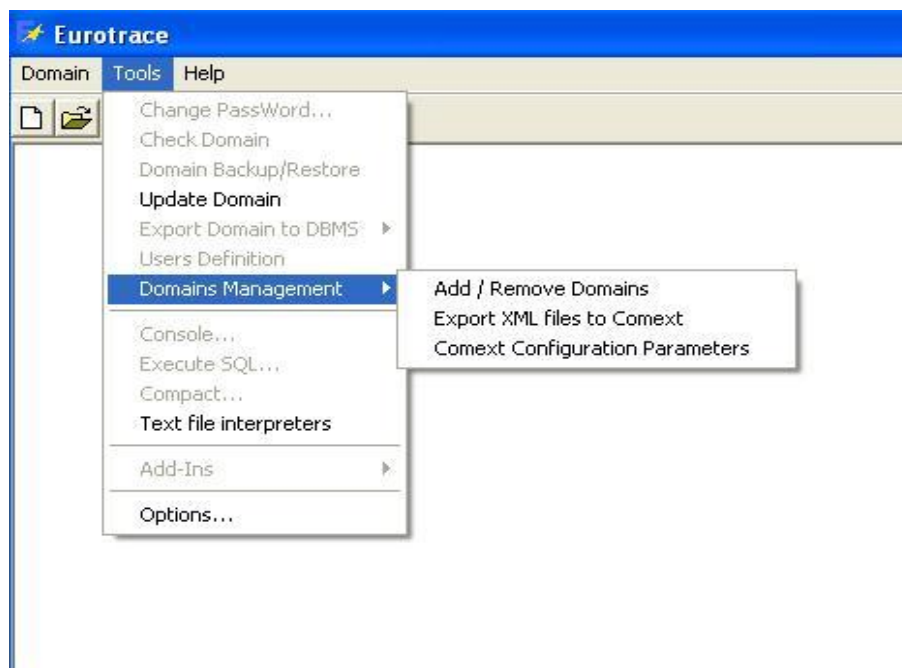 Eurotrace
Domain Tools Help
Change PassWord...
Check Domain
Domain Backup/Restore
Update Domain
Export Domain to DBMS
Users Definition
Domains Management
Add / Remove Domains
Export XML files to Comext
Comext Configuration Parameters
Console...
Execute SQL...
Compact...
Text file interpreters
Add-Ins
Options...